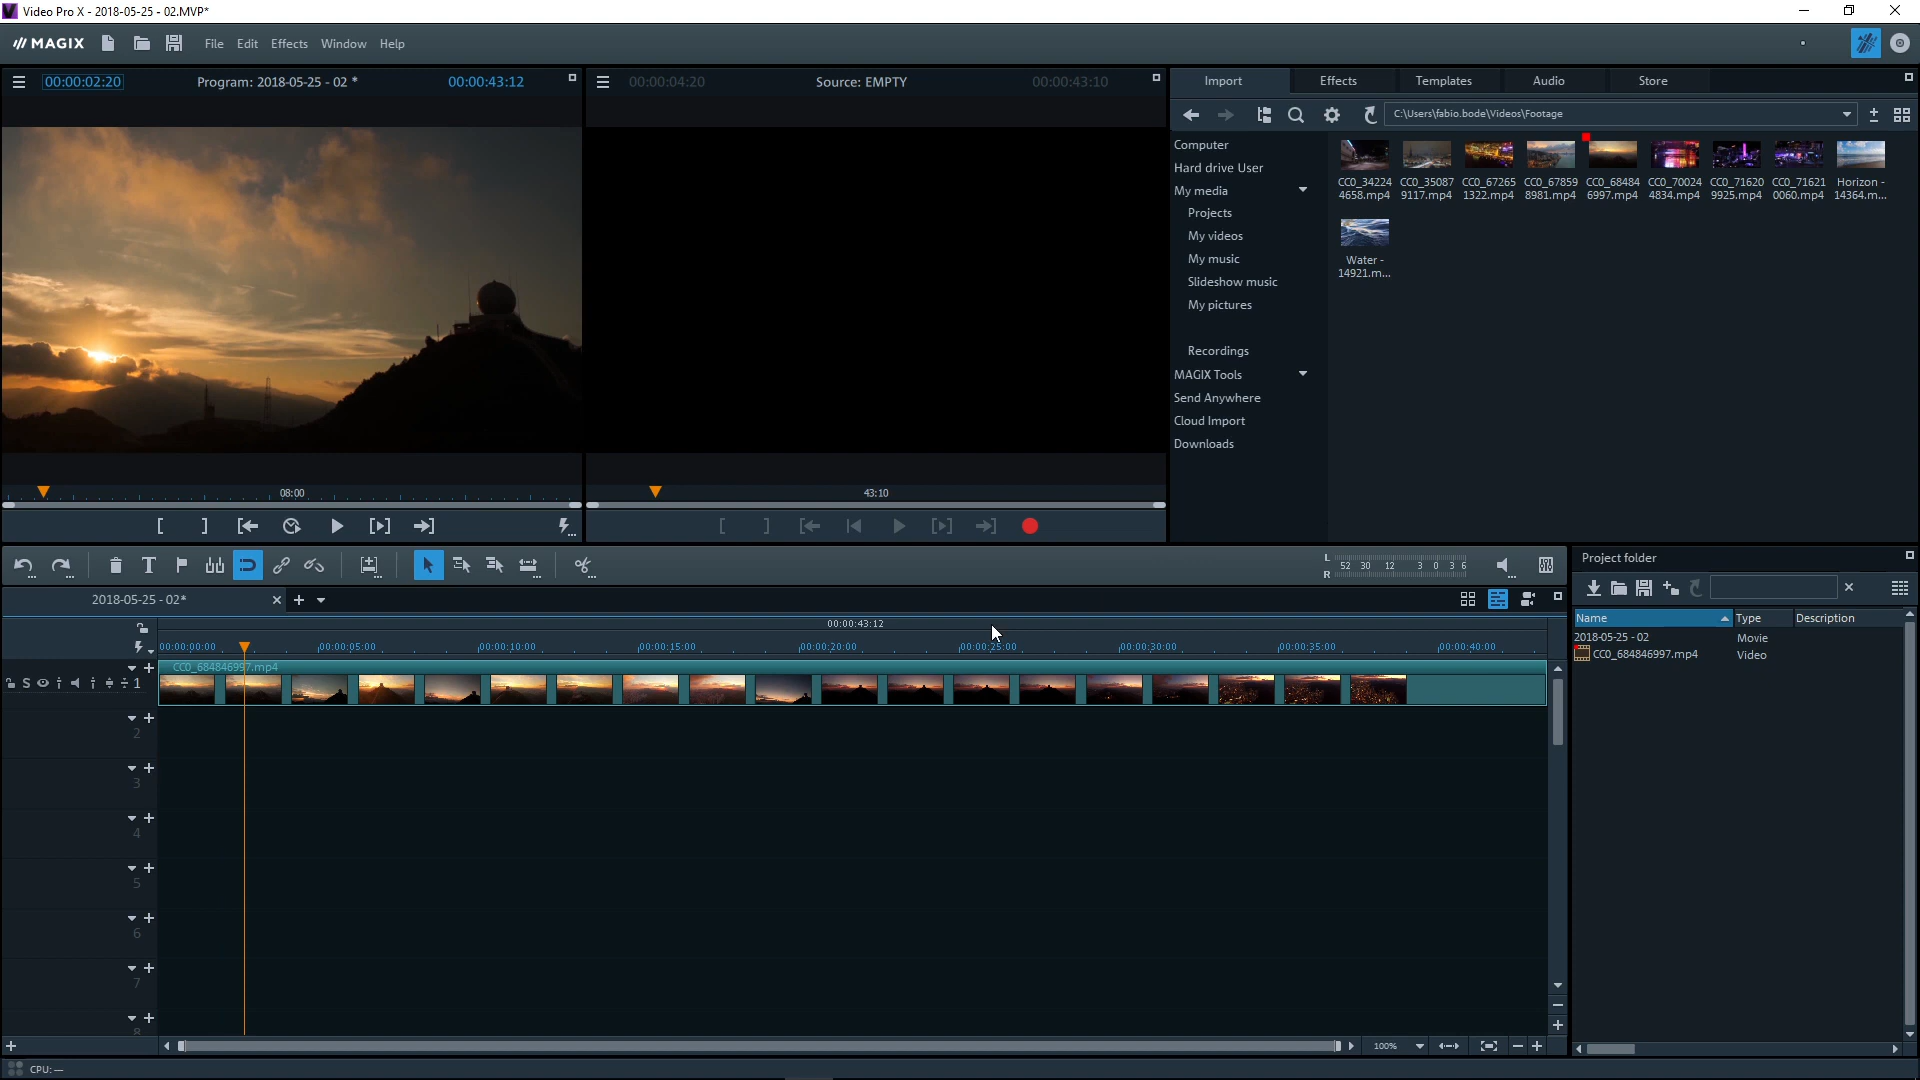 Video Pro X - 2018-05-25 - 02.MVP*
MAGIX File Edit Effects Window Help
00:00:02:20 Program: 2018-05-25 - 02 * 00:00:43:12
00:00:04:20 Source: EMPTY 00:00:43:10
Import Effects Templates Audio Store
C:\Users\fabio.bode\Videos\Footage
Computer
Hard drive User
My media
Projects
My videos
My music
Slideshow music
My pictures
Recordings
MAGIX Tools
Send Anywhere
Cloud Import
Downloads
CC0_34224 CC0_35087 CC0_67265 CC0_67859 CC0_68484 CC0_70024 CC0_71620 CC0_71621 Horizon -
4658.mp4 9117.mp4 1322.mp4 8981.mp4 6997.mp4 4834.mp4 9925.mp4 0060.mp4 14364.m...
Water -
14921.m...
08:00
43:10
L
R 52 30 12 3 0 3 6
2018-05-25 - 02*
00:00:43:12
00:00:00:00 00:00:05:00 00:00:10:00 00:00:15:00 00:00:20:00 00:00:25:00 00:00:30:00 00:00:35:00 00:00:40:00
CC0_684846997.mp4
S 1
2
3
4
5
6
7
8
100%
CPU: —
Project folder
Name Type Description
2018-05-25 - 02 Movie
CC0_684846997.mp4 Video